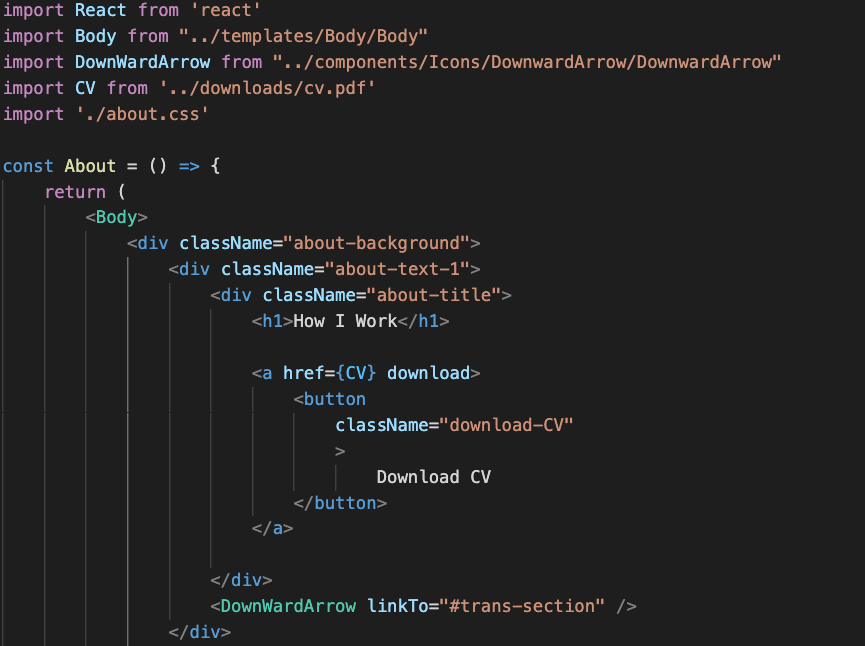 import React from 'react'
import Body from "../templates/Body/Body"
import DownWardArrow from "../components/Icons/DownwardArrow/DownwardArrow"
import CV from '../downloads/cv.pdf'
import './about.css'

const About = () => {
    return (
        <Body>
            <div className="about-background">
                <div className="about-text-1">
                    <div className="about-title">
                        <h1>How I Work</h1>

                        <a href={CV} download>
                            <button
                                className="download-CV"
                                >
                                    Download CV
                            </button>
                        </a>

                    </div>
                    <DownWardArrow linkTo="#trans-section" />
                </div>